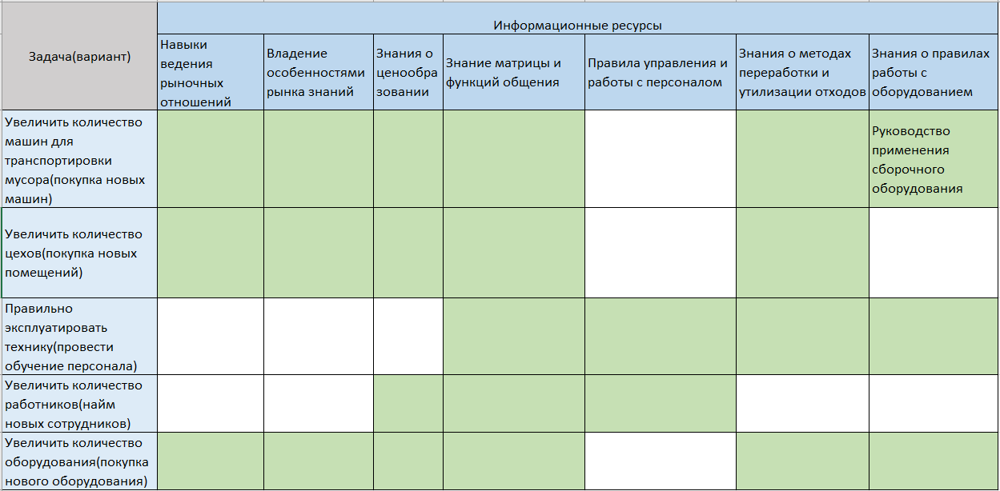 Задача(вариант)
Информационные ресурсы
Навыки
ведения
рыночных
отношений
Владение
особенностями
рынка знаний
Знания о
ценообра
зовании
Знание матрицы и
функций общения
Правила управления и
работы с персоналом
Знания о методах
переработки и
утилизации отходов
Знания о правилах
работы с
оборудованием
Увеличить количество
машин для
транспортировки
мусора(покупка новых
машин)
Руководство
применения
сборочного
оборудования
Увеличить количество
цехов(покупка новых
помещений)
Правильно
эксплуатировать
технику(провести
обучение персонала)
Увеличить количество
работников(найм
новых сотрудников)
Увеличить количество
оборудования(покупка
нового оборудования)